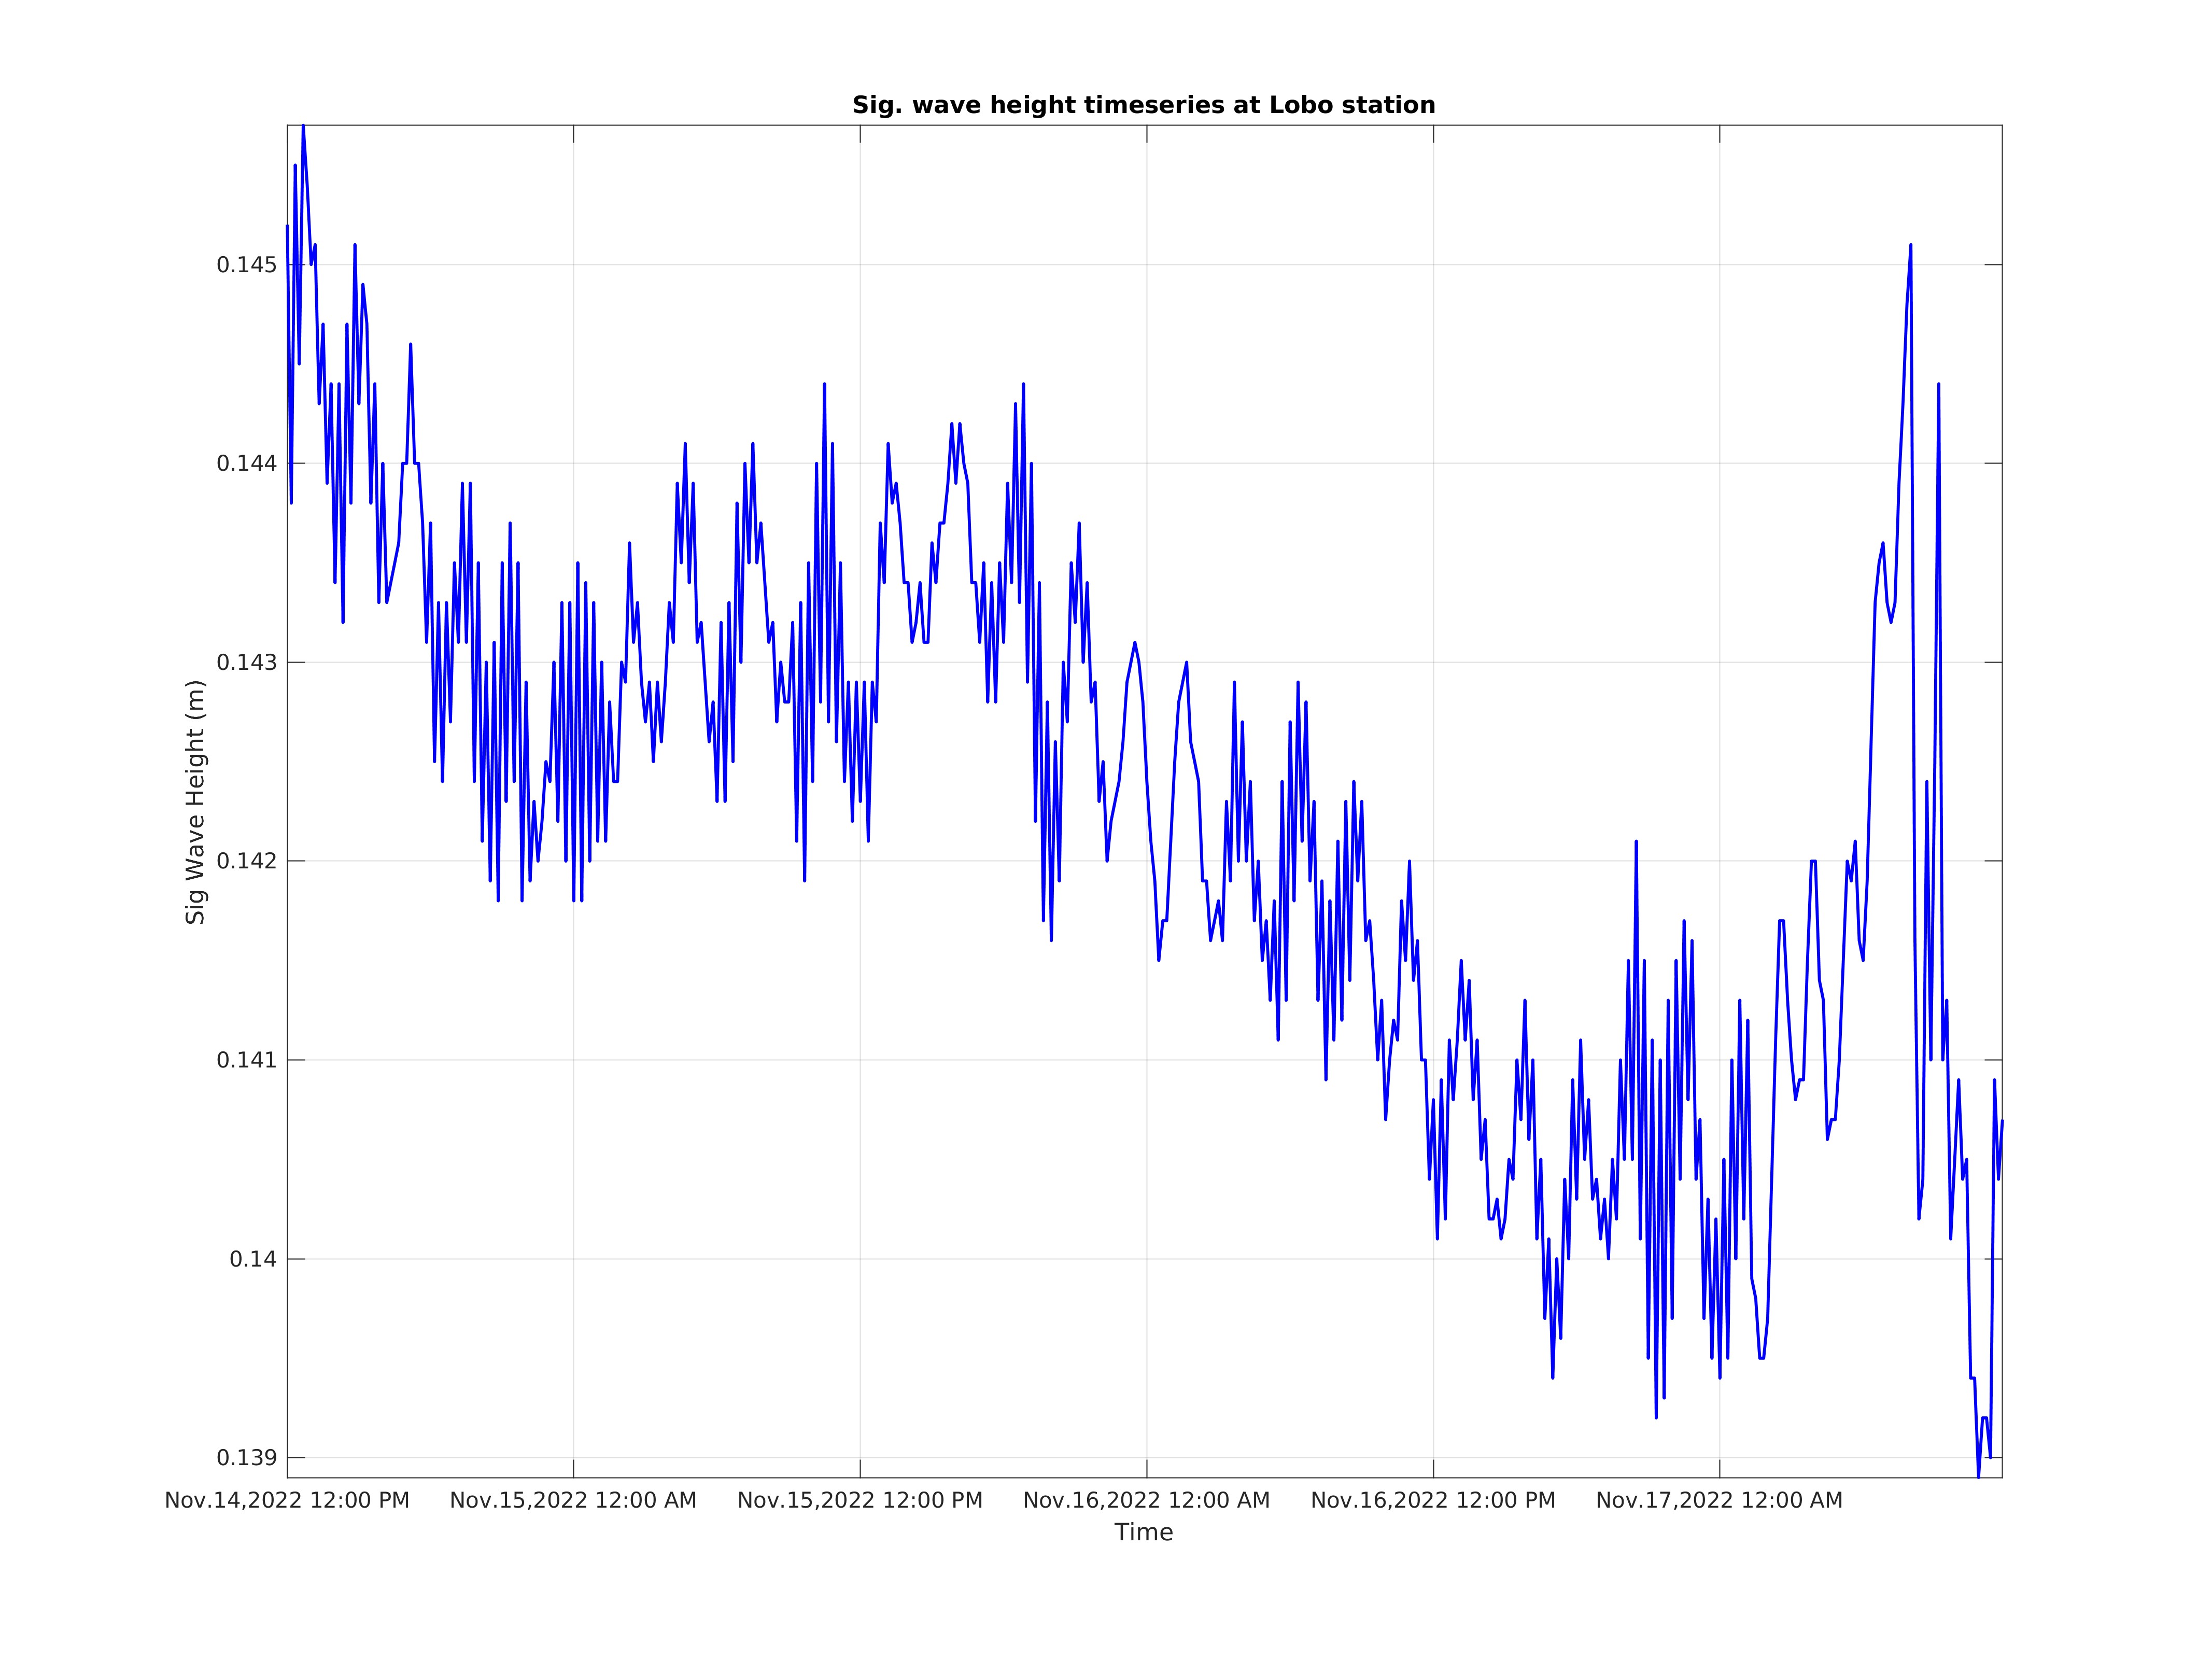 Sig. wave height timeseries at Lobo station
0.145
0.144
0.143
0.142
0.141
0.14
0.139
Sig Wave Height (m)
Nov.14,2022 12:00 PM Nov.15,2022 12:00 AM Nov.15,2022 12:00 PM Nov.16,2022 12:00 AM Nov.16,2022 12:00 PM Nov.17,2022 12:00 AM
Time